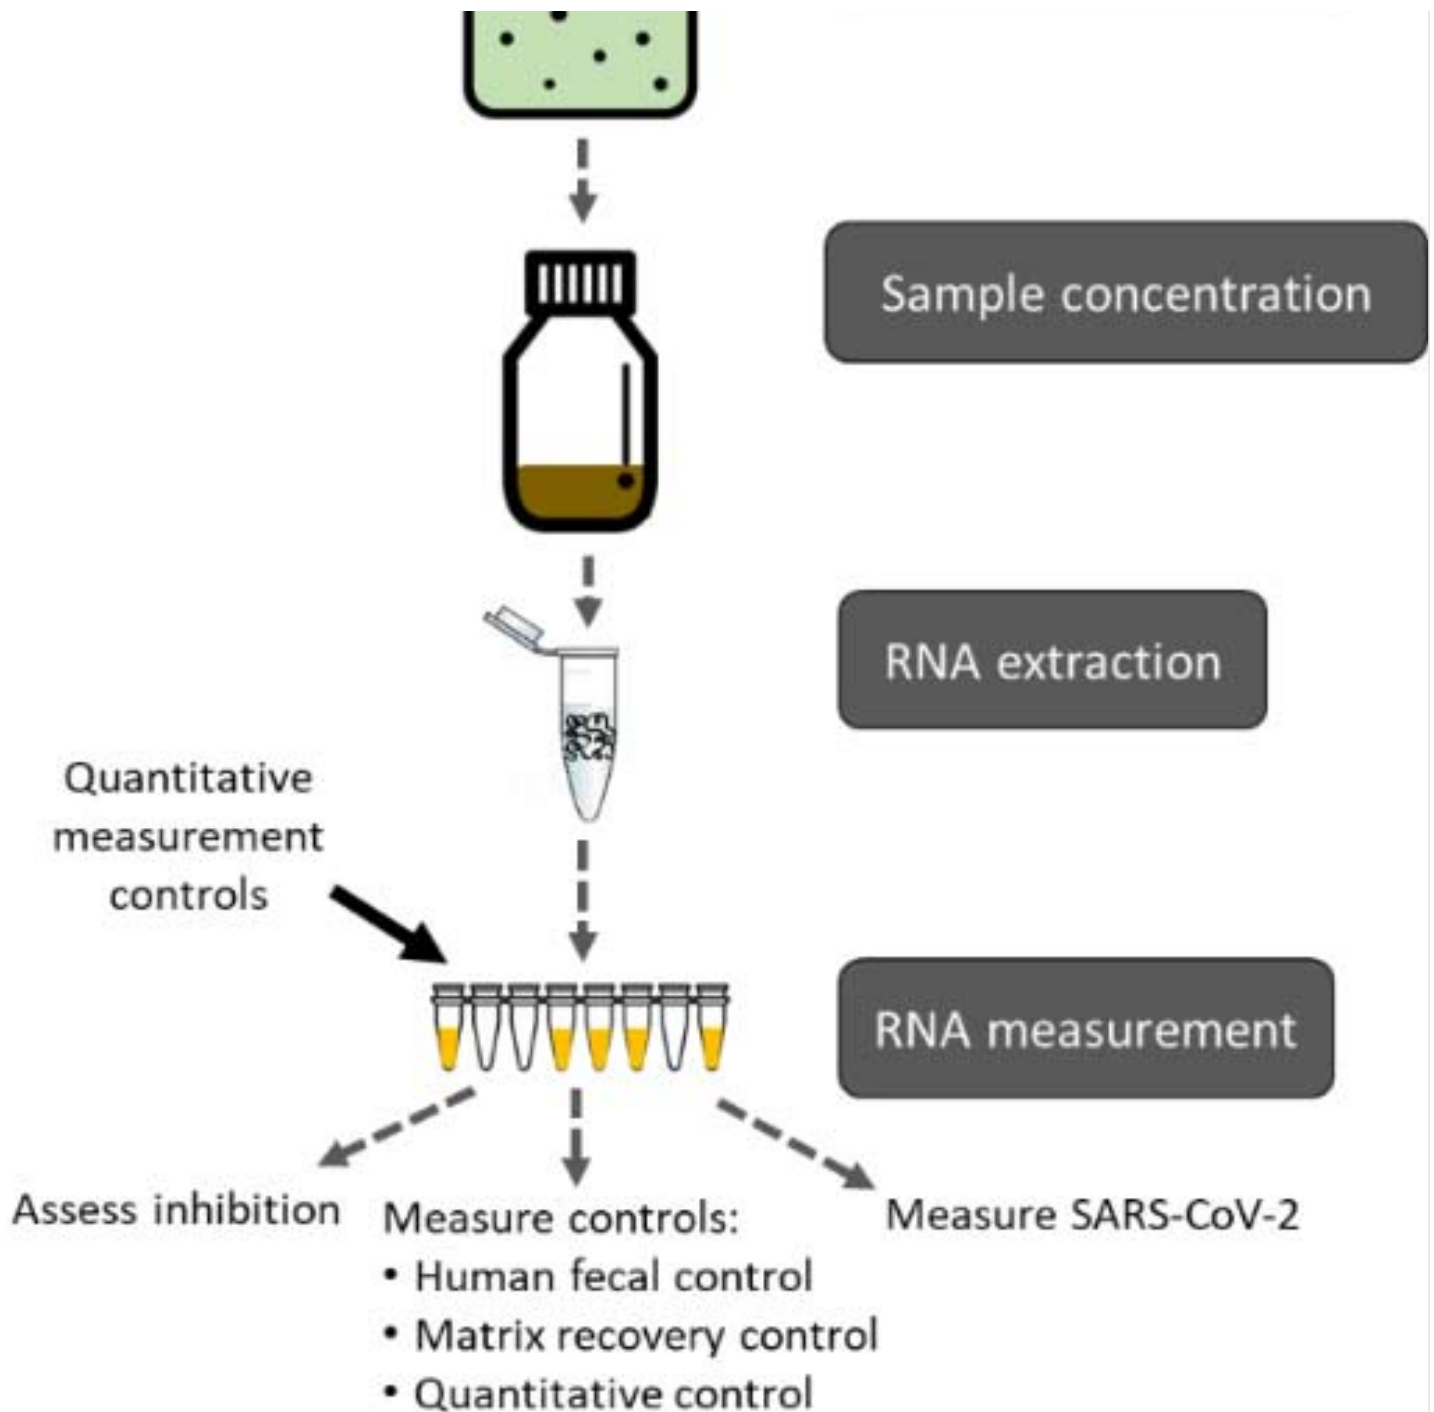 Sample concentration
RNA extraction
Quantitative
measurement
controls
RNA measurement
Assess inhibition
Measure controls:
• Human fecal control
• Matrix recovery control
• Quantitative control
Measure SARS-CoV-2